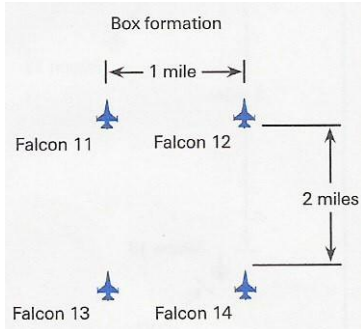 Box formation
1 mile
Falcon 11
Falcon 12
2 miles
Falcon 13
Falcon 14